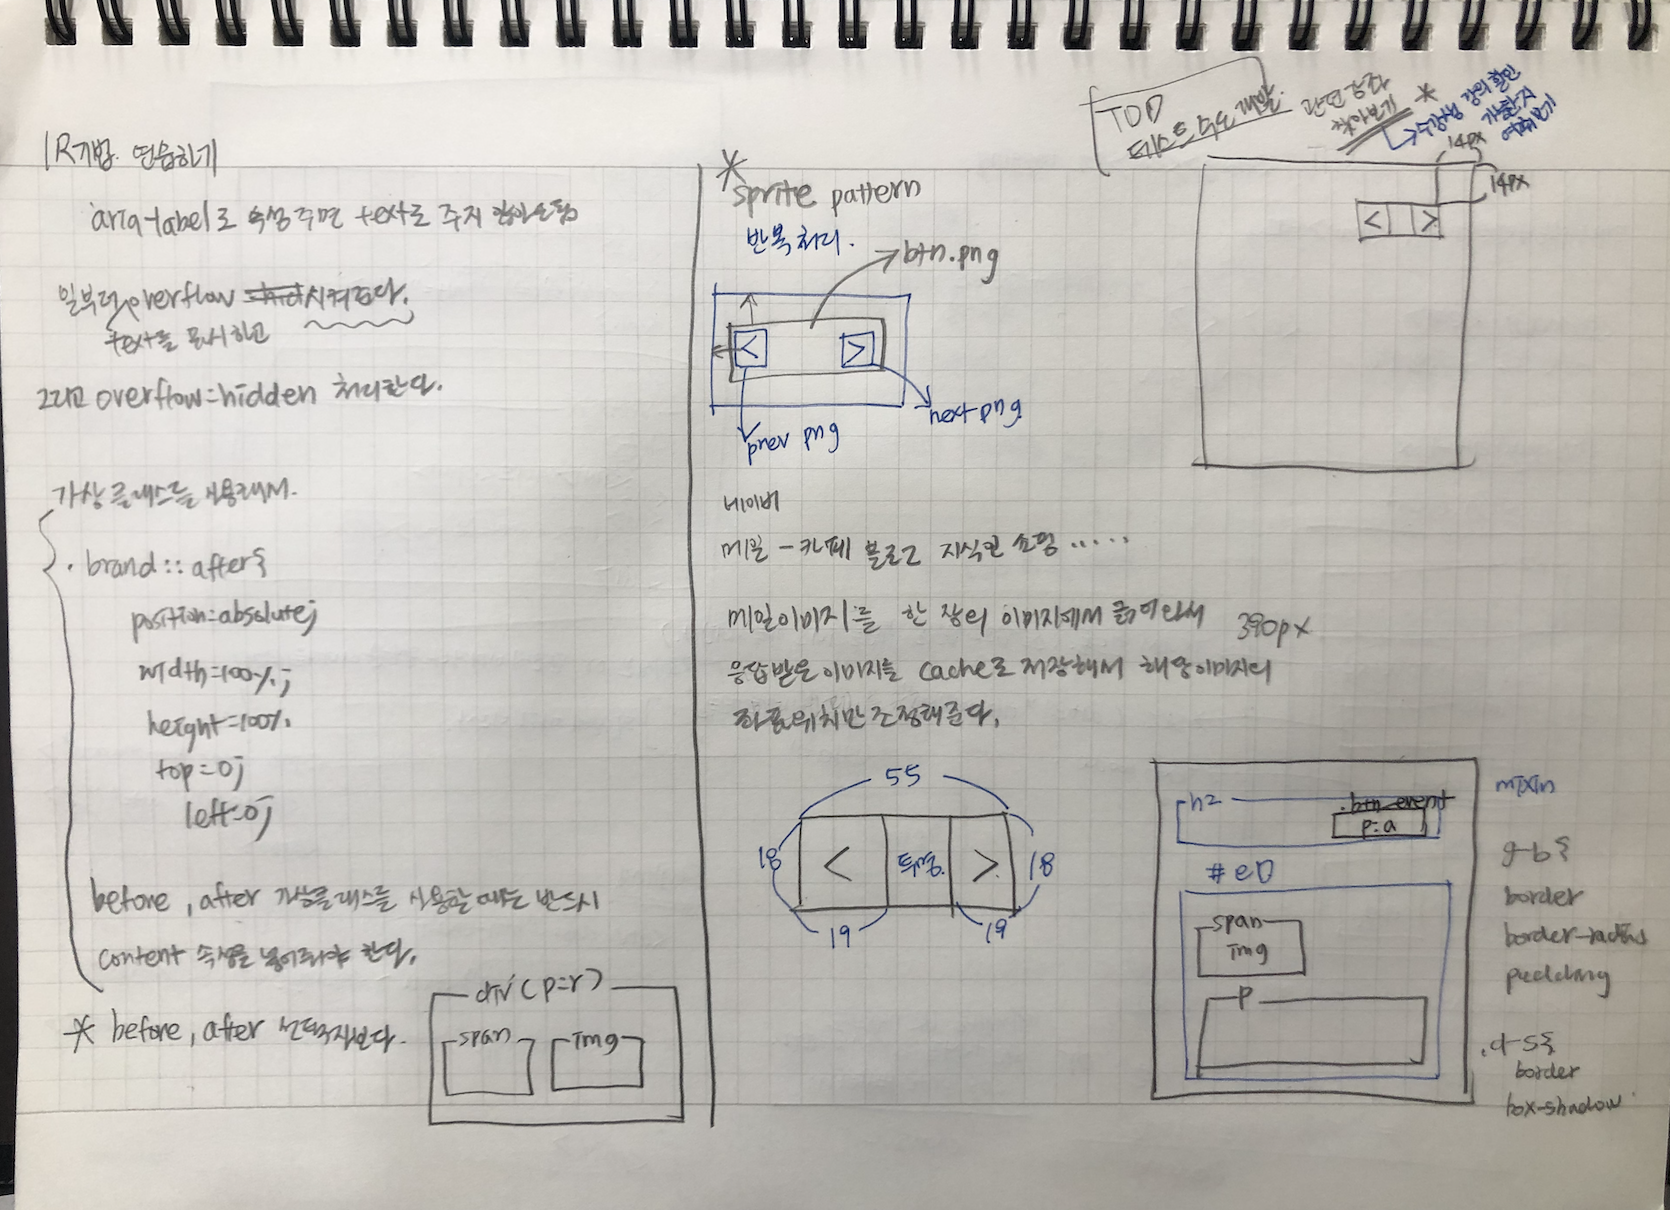 IR기법. 연습하기
aria-label로 속성주면 text로 주지 않아도됨
일부러 overflow 시켜준다.
text를 표시하고
그리고 overflow=hidden 처리한다.
가상클래스를 사용해서.
.brand::after{
position=absolute;
width=100%;
height=100%
top=0;
left=0;
before, after 가상클래스를 사용할 때는 반드시
content 속성을 넣어줘야 한다.
* before, after 선택자보다.
div(p=r)
span
img
TDD
테스트 주도 개발.
관련강좌
찾아보기 *
수강생 강의 확인
가능한지
여쭤보기
14px
14px
< >
*
sprite pattern
반복처리.
btn.png
< >
prev png
next png
네이버
메일 - 카페 블로그 지식인 쇼핑 ......
메일이미지를 한 장의 이미지에서 긁어와서
390px
응답받은 이미지를 cache로 저장해서 해당이미지의
좌표위치만 조정해준다.
55
18
< 투명. >
18
19
19
h2
.btn-event
p:a
#eD
span
img
p
mixin
g-b{
border
border-radius
padding
.d-s{
border
box-shadow